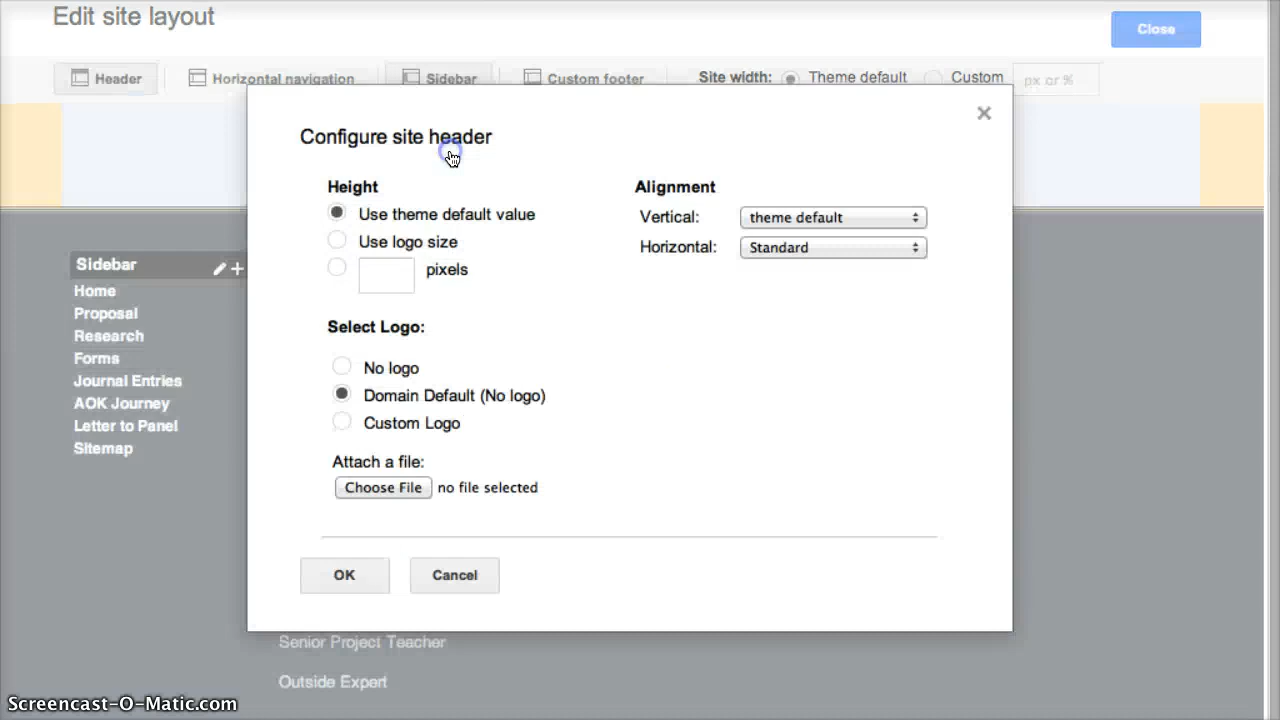 Edit site layout
Close
Header
Horizontal navigation
Sidebar
Custom footer
Site width:
Theme default
Custom
px or %
Configure site header
Height
Use theme default value
Use logo size
pixels
Alignment
Vertical:
theme default
Horizontal:
Standard
Select Logo:
No logo
Domain Default (No logo)
Custom Logo
Attach a file:
Choose File no file selected
OK
Cancel
Sidebar
Home
Proposal
Research
Forms
Journal Entries
AOK Journey
Letter to Panel
Sitemap
Senior Project Teacher
Outside Expert
Screencast-O-Matic.com